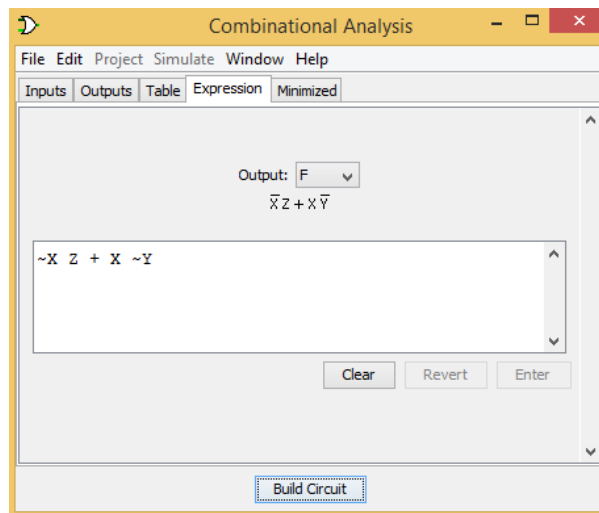 Combinational Analysis
File Edit Project Simulate Window Help
Inputs Outputs Table Expression Minimized
Output: F
X̅ Z + X Y̅
~X Z + X ~Y
Clear Revert Enter
Build Circuit